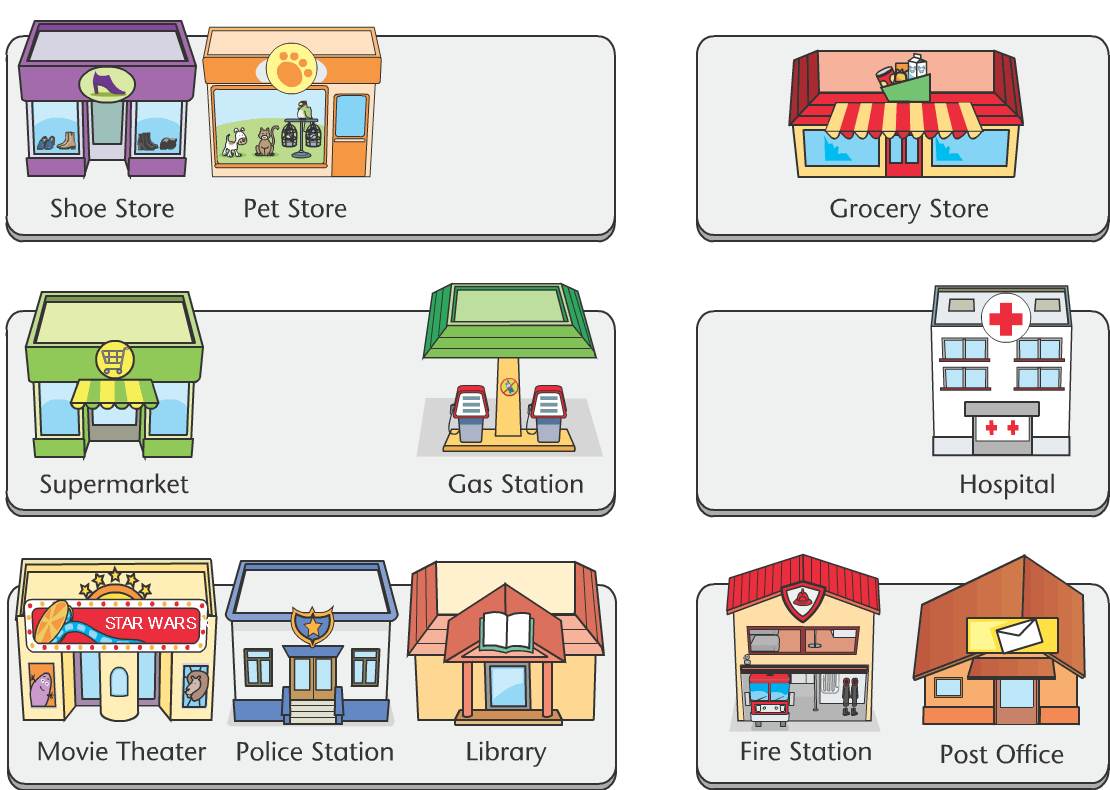 Shoe Store
Pet Store
Grocery Store
Supermarket
Gas Station
Hospital
STAR WARS
Movie Theater
Police Station
Library
Fire Station
Post Office